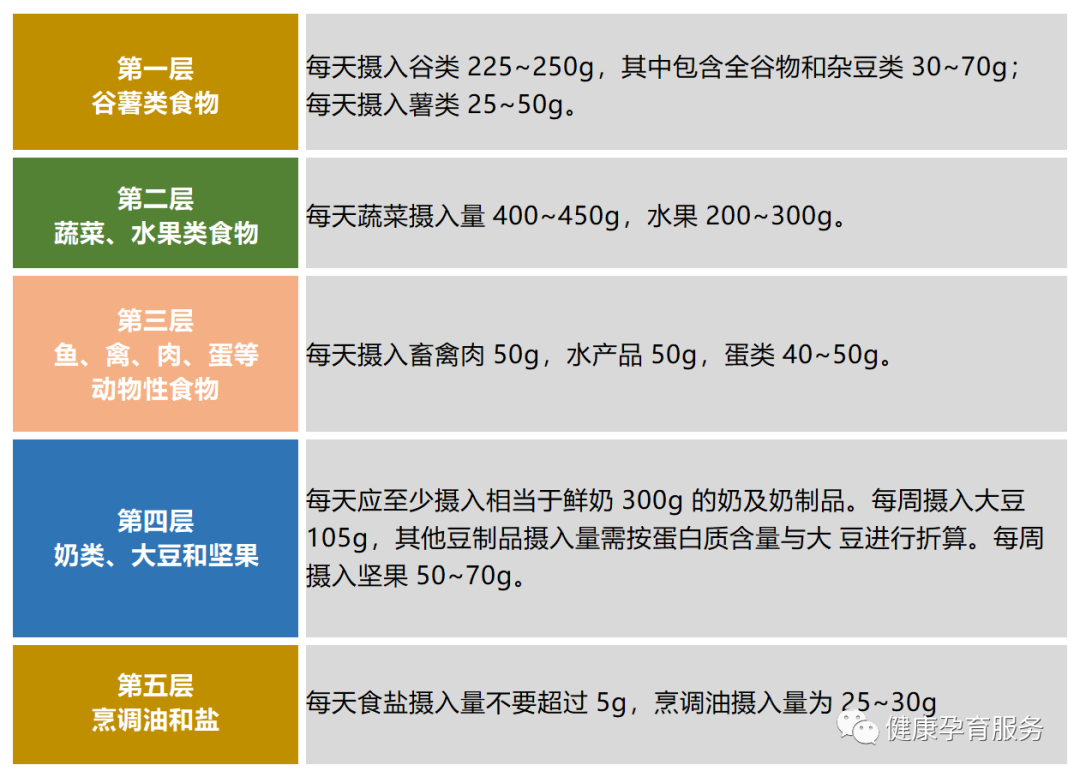 第一层
谷薯类食物
每天摄入谷类 225~250g，其中包含全谷物和杂豆类 30~70g；
每天摄入薯类 25~50g。
第二层
蔬菜、水果类食物
每天蔬菜摄入量 400~450g，水果 200~300g。
第三层
鱼、禽、肉、蛋等
动物性食物
每天摄入畜禽肉 50g，水产品 50g，蛋类 40~50g。
第四层
奶类、大豆和坚果
每天应至少摄入相当于鲜奶 300g 的奶及奶制品。每周摄入大豆
105g，其他豆制品摄入量需按蛋白质含量与大 豆进行折算。每周
摄入坚果 50~70g。
第五层
烹调油和盐
每天食盐摄入量不要超过 5g，烹调油摄入量为 25~30g
健康孕育服务